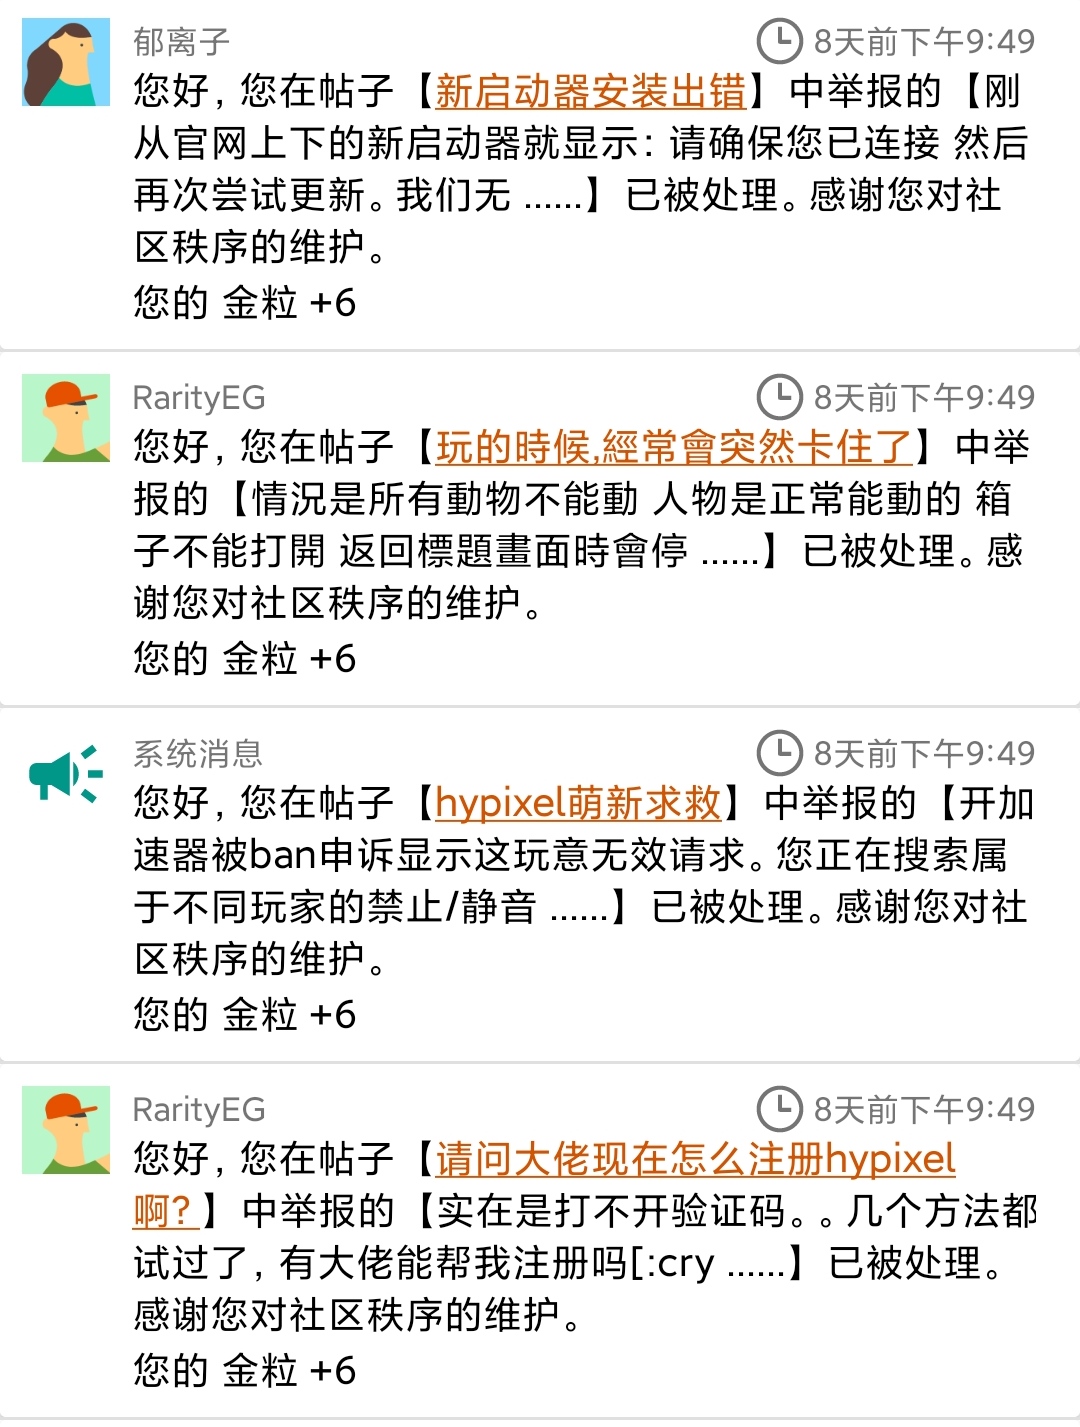 郁离子 8天前下午9:49
您好，您在帖子【新启动器安装出错】中举报的【刚
从官网上下的新启动器就显示：请确保您已连接 然后
再次尝试更新。我们无 ......】已被处理。感谢您对社
区秩序的维护。
您的 金粒 +6
RarityEG 8天前下午9:49
您好，您在帖子【玩的時候,經常會突然卡住了】中举
报的【情況是所有動物不能動 人物是正常能動的 箱
子不能打開 返回標題畫面時會停 ......】已被处理。感
谢您对社区秩序的维护。
您的 金粒 +6
系统消息 8天前下午9:49
您好，您在帖子【hypixel萌新求救】中举报的【开加
速器被ban申诉显示这玩意无效请求。您正在搜索属
于不同玩家的禁止/静音 ......】已被处理。感谢您对社
区秩序的维护。
您的 金粒 +6
RarityEG 8天前下午9:49
您好，您在帖子【请问大佬现在怎么注册hypixel
啊？】中举报的【实在是打不开验证码。。几个方法都
试过了，有大佬能帮我注册吗[:cry ......】已被处理。
感谢您对社区秩序的维护。
您的 金粒 +6